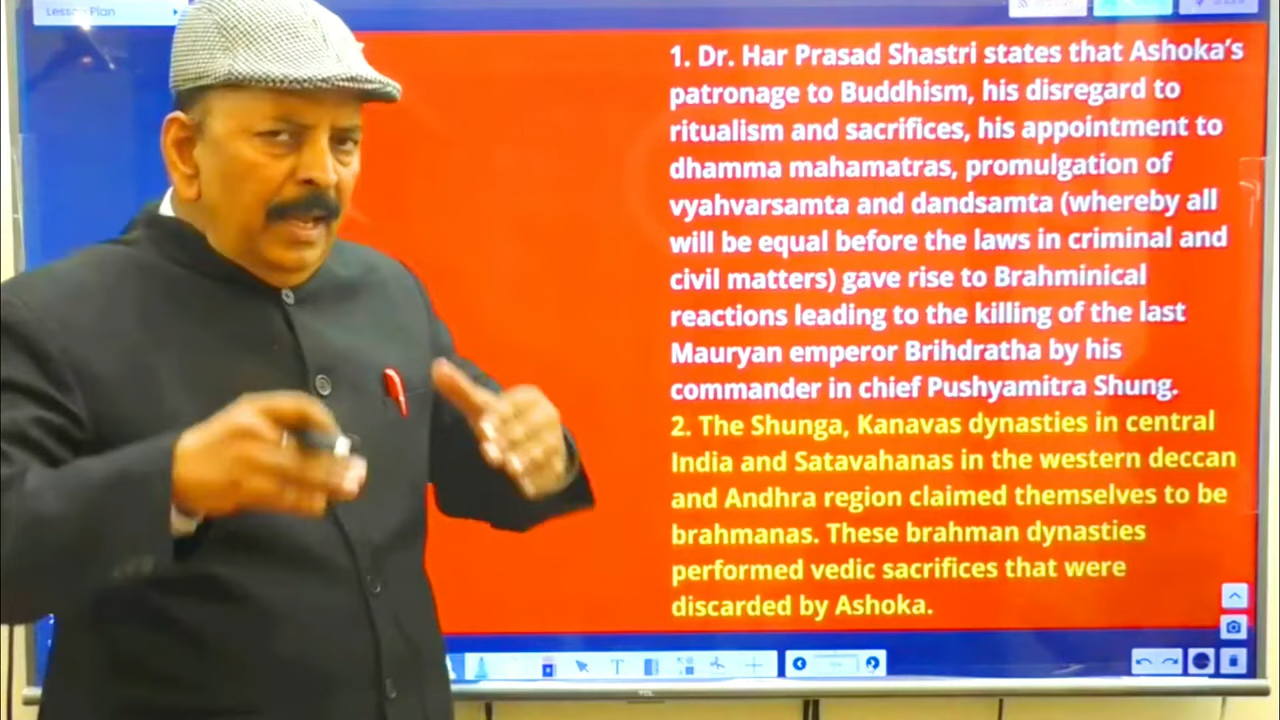 Lesson Plan
1. Dr. Har Prasad Shastri states that Ashoka's
patronage to Buddhism, his disregard to
ritualism and sacrifices, his appointment to
dhamma mahamatras, promulgation of
vyahvarsamta and dandsamta (whereby all
will be equal before the laws in criminal and
civil matters) gave rise to Brahminical
reactions leading to the killing of the last
Mauryan emperor Brihdratha by his
commander in chief Pushyamitra Shung.
2. The Shunga, Kanavas dynasties in central
India and Satavahanas in the western deccan
and Andhra region claimed themselves to be
brahmanas. These brahman dynasties
performed vedic sacrifices that were
discarded by Ashoka.
T
TCL